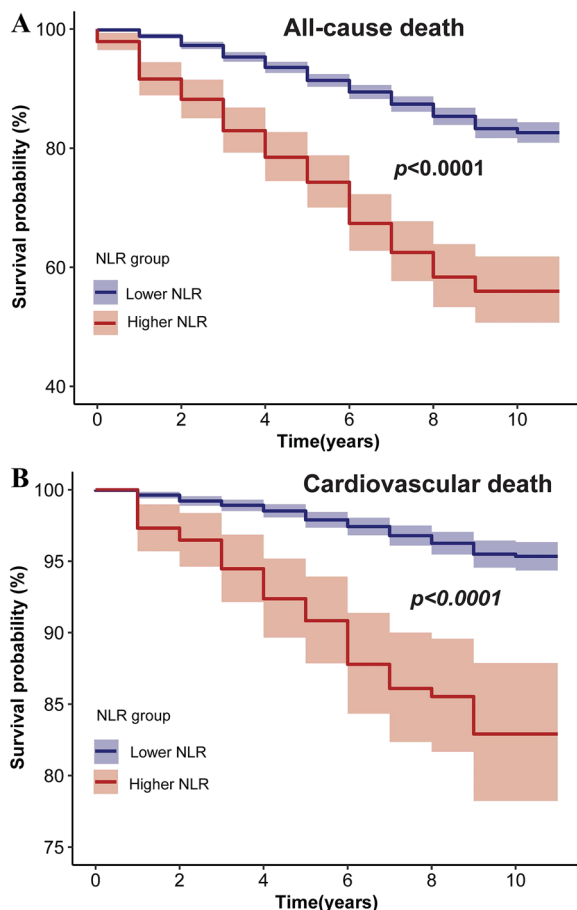 A
All-cause death
100
80
60
40
Survival probability (%)
p<0.0001
NLR group
Lower NLR
Higher NLR
0 2 4 6 8 10
Time(years)
B
Cardiovascular death
100
95
90
85
80
75
Survival probability (%)
p<0.0001
NLR group
Lower NLR
Higher NLR
0 2 4 6 8 10
Time(years)